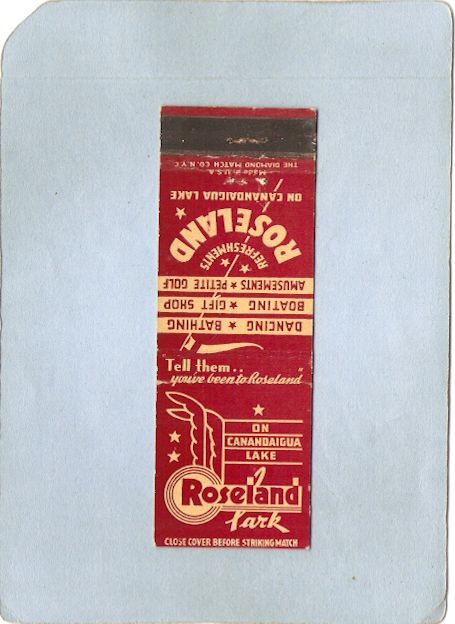 Made in U.S.A.
THE DIAMOND MATCH CO. N.Y.C.
ON CANANDAIGUA LAKE
ROSELAND
REFRESHMENTS
AMUSEMENTS ★ PETITE GOLF
BOATING ★ GIFT SHOP
DANCING ★ BATHING
Tell them..
you've been to Roseland"
ON
CANANDAIGUA
LAKE
Roseland
Park
CLOSE COVER BEFORE STRIKING MATCH